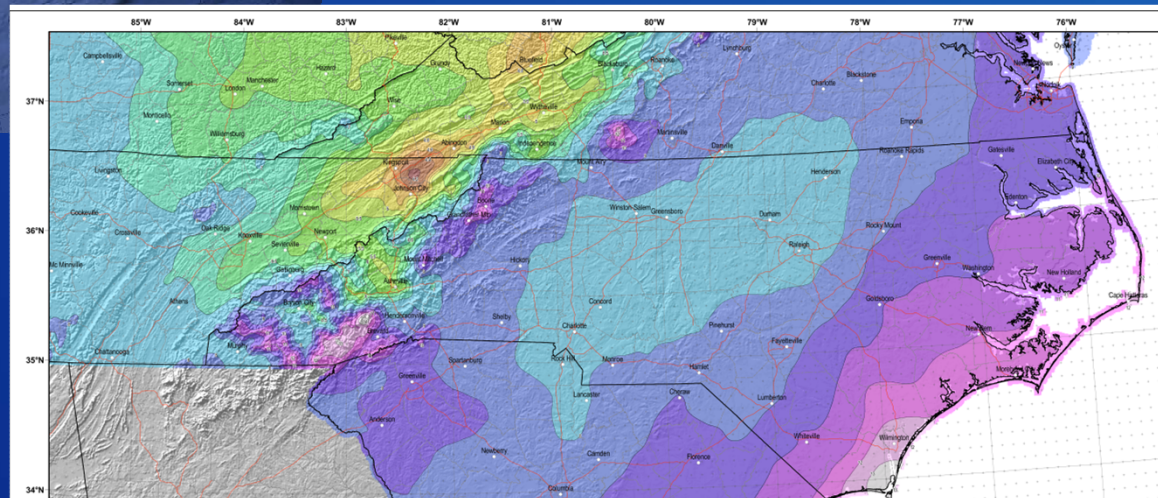 85°W 84°W 83°W 82°W 81°W 80°W 79°W 78°W 77°W 76°W
Campbellsville Pikeville Grundy Bluefield Blacksburg Roanoke Lynchburg
Somerset Manchester Hazard Charlotte Blackstone
London
37°N
Wise Wytheville
Monticello Marion Emporia
Williamsburg Abingdon Independence Martinsville Danville Roanoke Rapids Gatesville
Kingsport Mount Airy Elizabeth City
Livingston Johnson City Henderson
Boone Edenton
Cookeville Morristown Winston-Salem Greensboro Durham
36°N
Crossville Oak Ridge Knoxville Newport Rocky Mount
Sevierville Raleigh
Mc Minnville Gatlinburg Mount Mitchell Hickory Greenville Washington
Asheville New Holland
Athens Bryson City Concord Goldsboro Cape Hatteras
Hendersonville Shelby
Charlotte Pinehurst New Bern
Murphy Fayetteville
35°N
Chattanooga Spartanburg Rock Hill Monroe Hamlet
Greenville
Lancaster Cheraw Lumberton
Anderson
Whiteville Wilmington
Newberry Camden Florence
34°N
Columbia